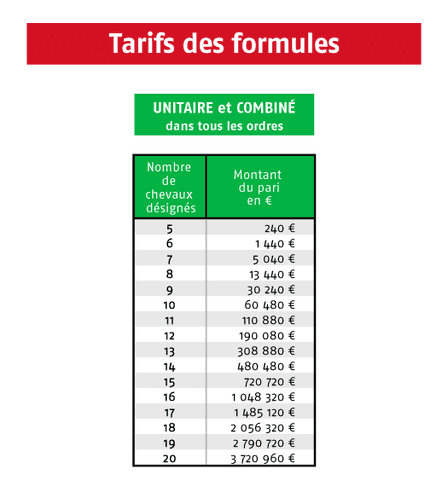 Tarifs des formules
UNITAIRE et COMBINÉ
dans tous les ordres
Nombre
de
chevaux
désignés
Montant
du pari
en €
5 240 €
6 1 440 €
7 5 040 €
8 13 440 €
9 30 240 €
10 60 480 €
11 110 880 €
12 190 080 €
13 308 880 €
14 480 480 €
15 720 720 €
16 1 048 320 €
17 1 485 120 €
18 2 056 320 €
19 2 790 720 €
20 3 720 960 €